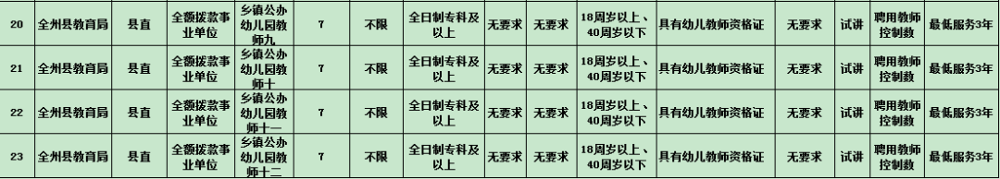 20 全州县教育局 县直 全额拨款事业单位 乡镇公办幼儿园教师九 7 不限 全日制专科及以上 无要求 无要求 18周岁以上、40周岁以下 具有幼儿教师资格证 无要求 试讲 聘用教师控制数 最低服务3年
21 全州县教育局 县直 全额拨款事业单位 乡镇公办幼儿园教师十 7 不限 全日制专科及以上 无要求 无要求 18周岁以上、40周岁以下 具有幼儿教师资格证 无要求 试讲 聘用教师控制数 最低服务3年
22 全州县教育局 县直 全额拨款事业单位 乡镇公办幼儿园教师十一 7 不限 全日制专科及以上 无要求 无要求 18周岁以上、40周岁以下 具有幼儿教师资格证 无要求 试讲 聘用教师控制数 最低服务3年
23 全州县教育局 县直 全额拨款事业单位 乡镇公办幼儿园教师十二 7 不限 全日制专科及以上 无要求 无要求 18周岁以上、40周岁以下 具有幼儿教师资格证 无要求 试讲 聘用教师控制数 最低服务3年